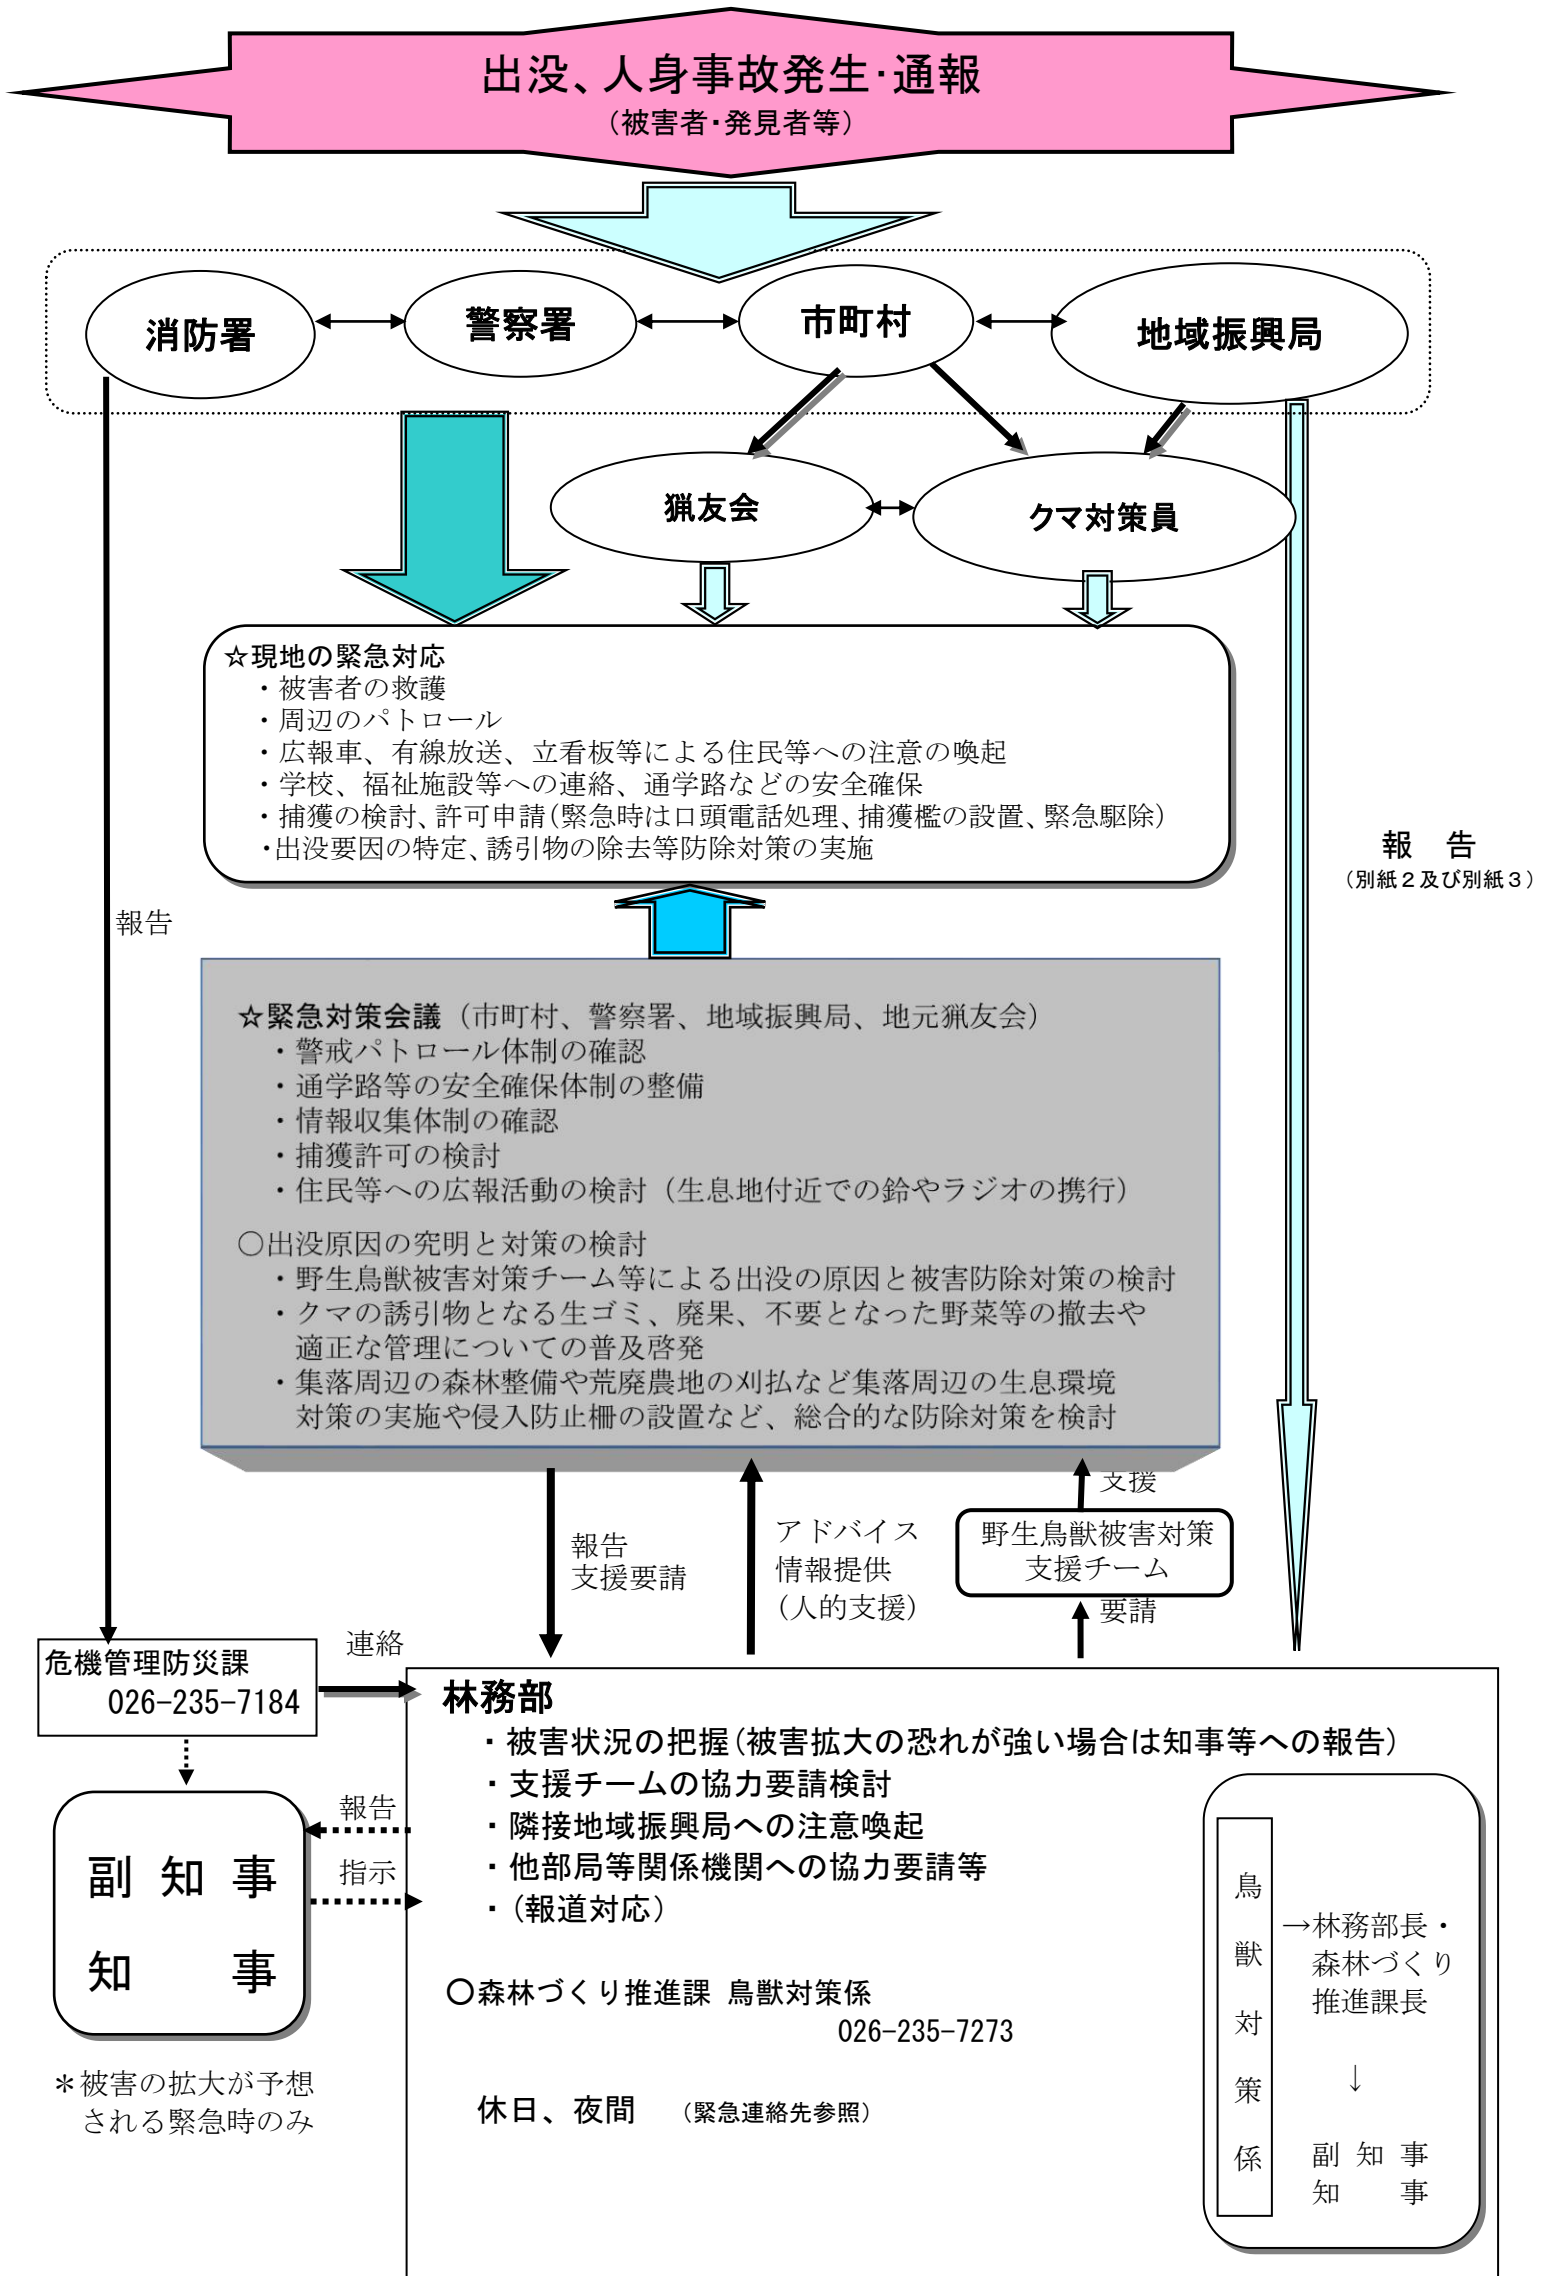 出没、人身事故発生・通報
（被害者・発見者等）
消防署
警察署
市町村
地域振興局
猟友会
クマ対策員
☆現地の緊急対応
・被害者の救護
・周辺のパトロール
・広報車、有線放送、立看板等による住民等への注意の喚起
・学校、福祉施設等への連絡、通学路などの安全確保
・捕獲の検討、許可申請（緊急時は口頭電話処理、捕獲檻の設置、緊急駆除）
・出没要因の特定、誘引物の除去等防除対策の実施
報　告
（別紙２及び別紙３）
報告
☆緊急対策会議（市町村、警察署、地域振興局、地元猟友会）
・警戒パトロール体制の確認
・通学路等の安全確保体制の整備
・情報収集体制の確認
・捕獲許可の検討
・住民等への広報活動の検討（生息地付近での鈴やラジオの携行）
○出没原因の究明と対策の検討
・野生鳥獣被害対策チーム等による出没の原因と被害防除対策の検討
・クマの誘引物となる生ゴミ、廃果、不要となった野菜等の撤去や
適正な管理についての普及啓発
・集落周辺の森林整備や荒廃農地の刈払など集落周辺の生息環境
対策の実施や侵入防止柵の設置など、総合的な防除対策を検討
報告
支援要請
アドバイス
情報提供
（人的支援）
支援
野生鳥獣被害対策
支援チーム
要請
危機管理防災課
026-235-7184
連絡
林務部
・被害状況の把握（被害拡大の恐れが強い場合は知事等への報告）
・支援チームの協力要請検討
・隣接地域振興局への注意喚起
・他部局等関係機関への協力要請等
・（報道対応）
報告
指示
副 知 事
知　　事
＊被害の拡大が予想
される緊急時のみ
○森林づくり推進課 鳥獣対策係
026-235-7273
休日、夜間　（緊急連絡先参照）
鳥獣対策係
→林務部長・
森林づくり
推進課長
↓
副 知 事
知　　事